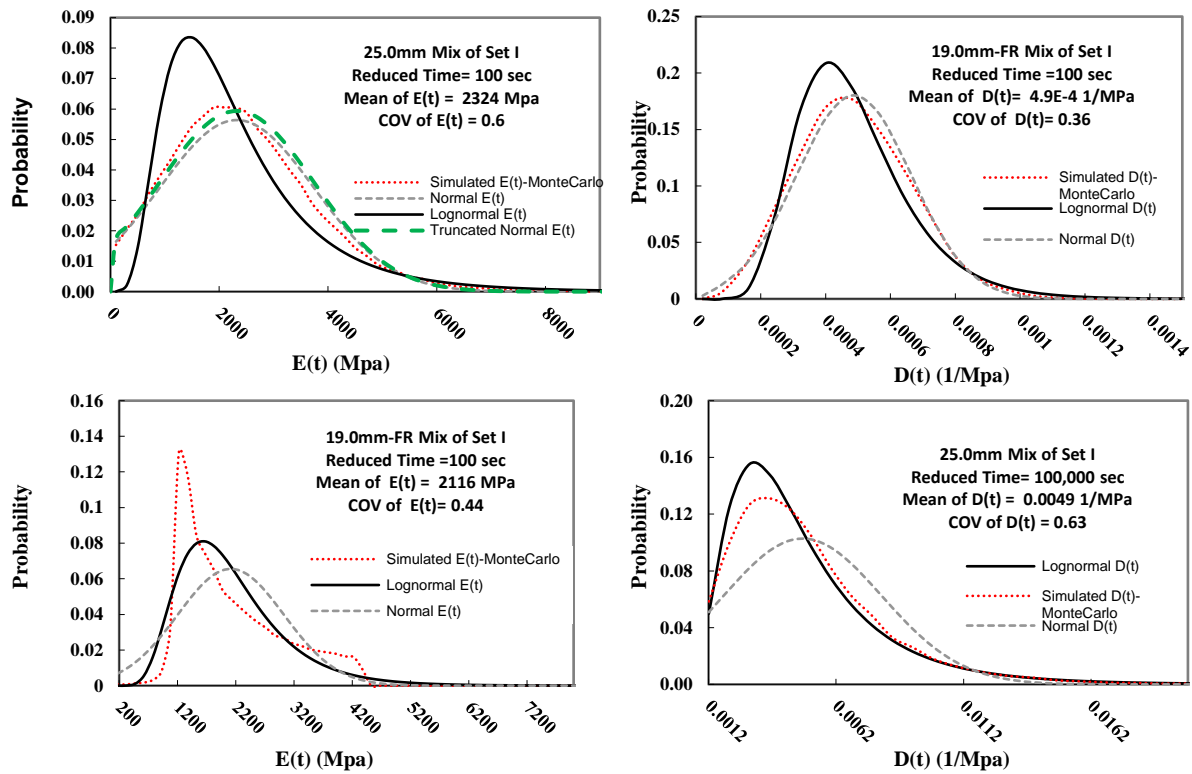 0.09
0.08
0.07
0.06
0.05
0.04
0.03
0.02
0.01
0.00
Probability
25.0mm Mix of Set I
Reduced Time= 100 sec
Mean of E(t) = 2324 Mpa
COV of E(t) = 0.6
Simulated E(t)-MonteCarlo
Normal E(t)
Lognormal E(t)
Truncated Normal E(t)
0
2000
4000
6000
8000
E(t) (Mpa)
0.25
0.20
0.15
0.10
0.05
0
Probability
19.0mm-FR Mix of Set I
Reduced Time =100 sec
Mean of D(t)= 4.9E-4 1/MPa
COV of D(t)= 0.36
Simulated D(t)-
MonteCarlo
Lognormal D(t)
Normal D(t)
0
0.0002
0.0004
0.0006
0.0008
0.001
0.0012
0.0014
D(t) (1/Mpa)
0.16
0.14
0.12
0.10
0.08
0.06
0.04
0.02
0
Probability
19.0mm-FR Mix of Set I
Reduced Time =100 sec
Mean of E(t)= 2116 MPa
COV of E(t)= 0.44
Simulated E(t)-MonteCarlo
Lognormal E(t)
Normal E(t)
200
1200
2200
3200
4200
5200
6200
7200
E(t) (Mpa)
0.20
0.16
0.12
0.08
0.04
0.00
Probability
25.0mm Mix of Set I
Reduced Time= 100,000 sec
Mean of D(t) = 0.0049 1/MPa
COV of D(t) = 0.63
Lognormal D(t)
Simulated D(t)-
MonteCarlo
Normal D(t)
0.0012
0.0062
0.0112
0.0162
D(t) (1/Mpa)